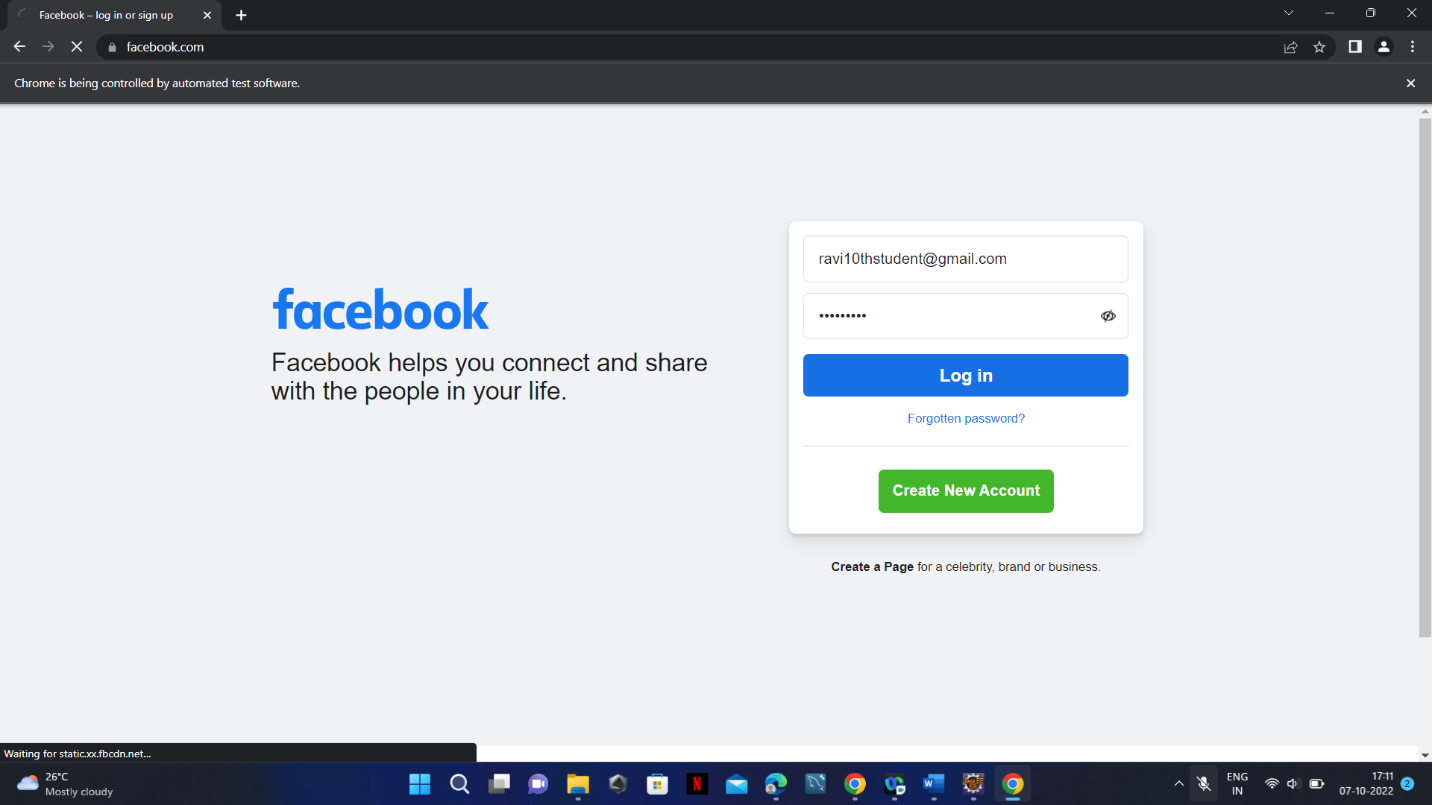 Facebook – log in or sign up
facebook.com
Chrome is being controlled by automated test software.
facebook
Facebook helps you connect and share
with the people in your life.
ravi10thstudent@gmail.com
•••••••••
Log in
Forgotten password?
Create New Account
Create a Page for a celebrity, brand or business.
Waiting for static.xx.fbcdn.net...
26°C
Mostly cloudy
N
W
ENG
IN
17:11
07-10-2022
2